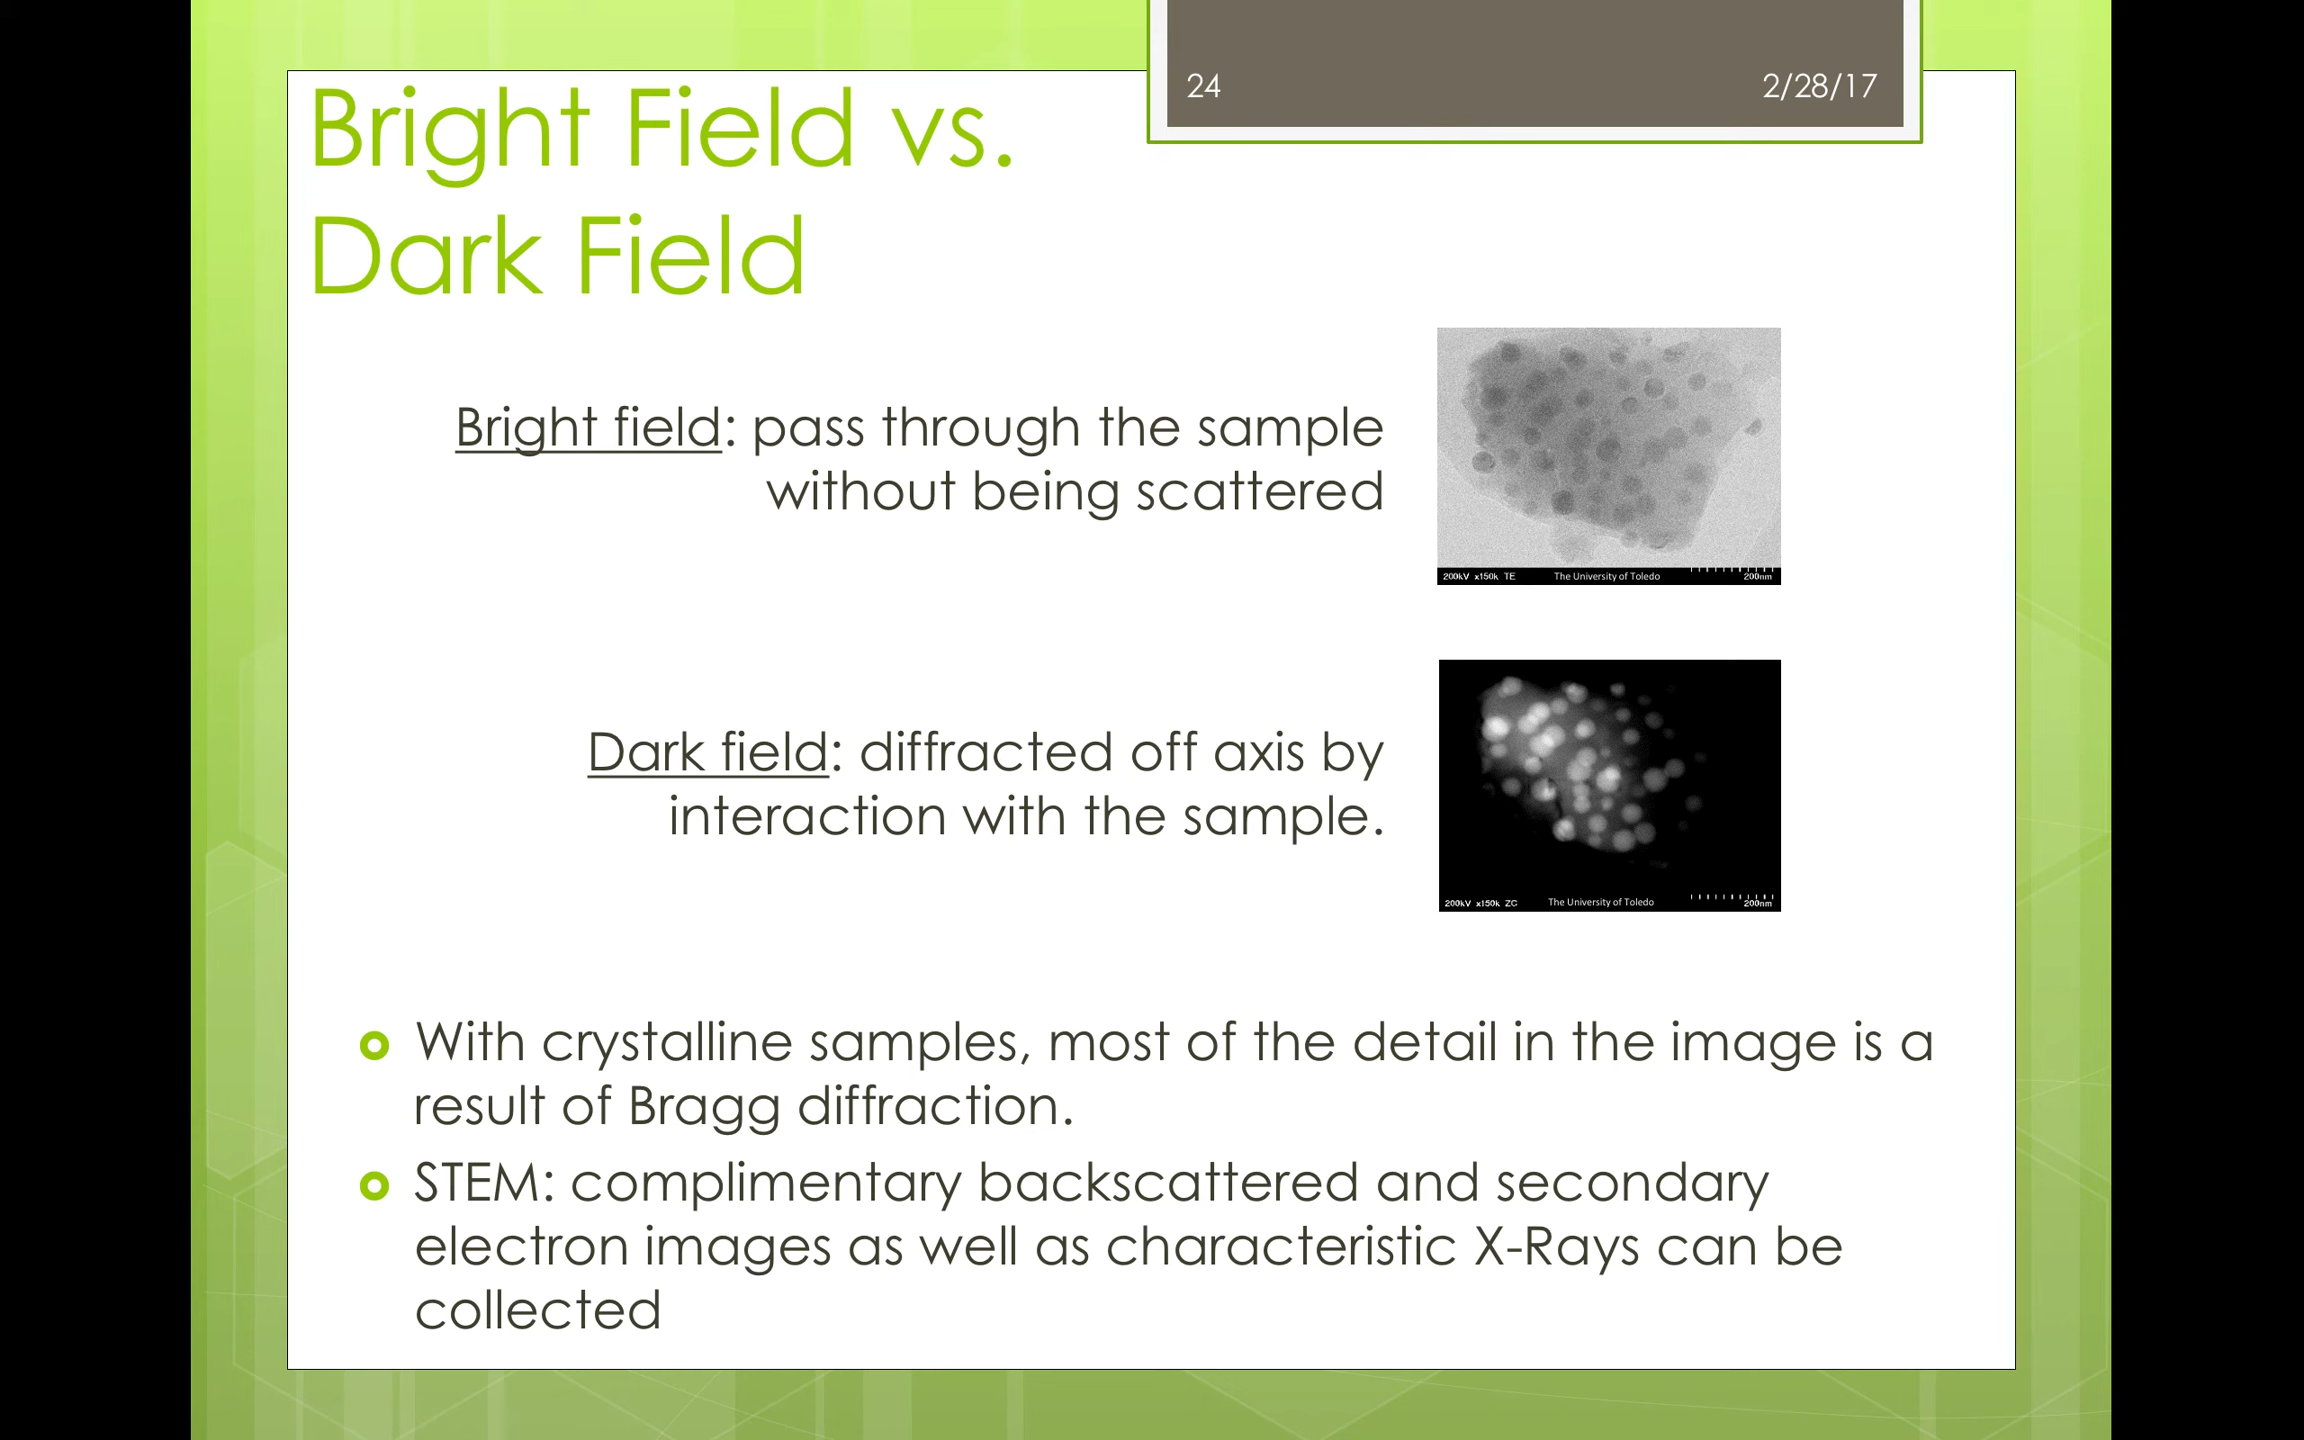 24
2/28/17
Bright Field vs.
Dark Field
Bright field: pass through the sample
without being scattered
200kV x150k TE The University of Toledo 200nm
Dark field: diffracted off axis by
interaction with the sample.
200kV x150k ZC The University of Toledo 200nm
With crystalline samples, most of the detail in the image is a
result of Bragg diffraction.
STEM: complimentary backscattered and secondary
electron images as well as characteristic X-Rays can be
collected